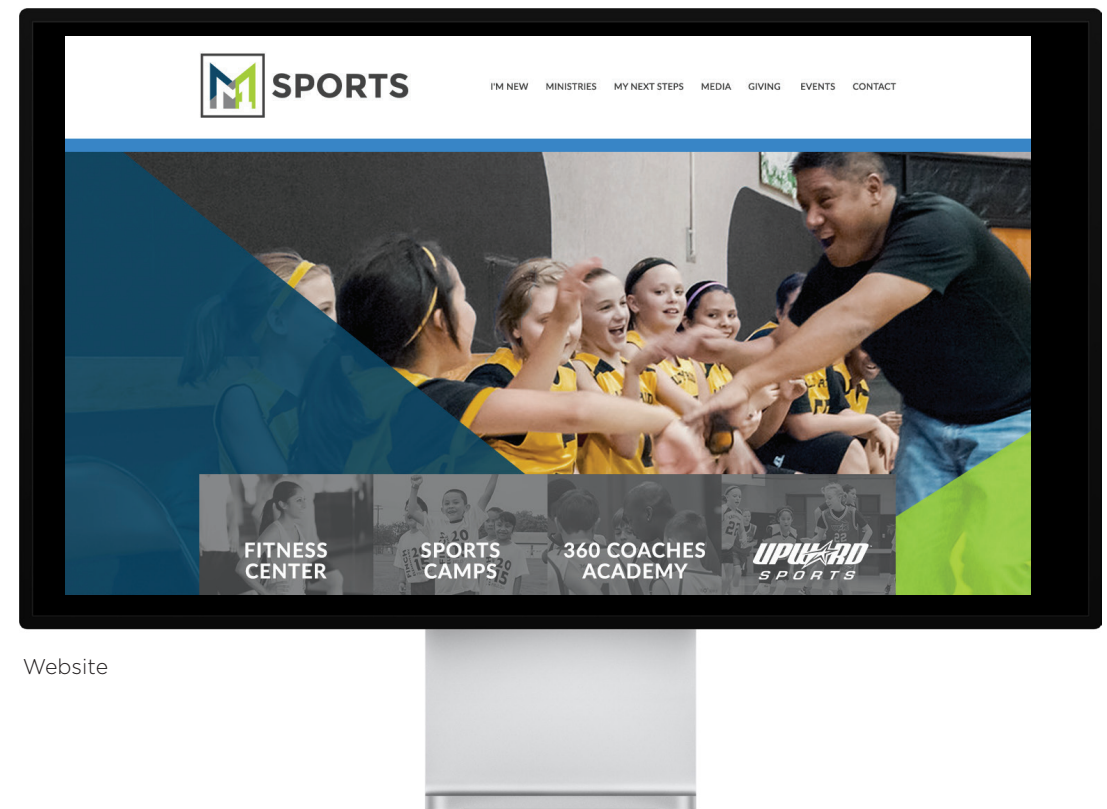 SPORTS
I'M NEW MINISTRIES MY NEXT STEPS MEDIA GIVING EVENTS CONTACT
FITNESS
CENTER
SPORTS
CAMPS
360 COACHES
ACADEMY
UPWARD
SPORTS
Website